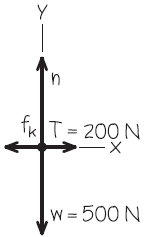 y
n
fk T = 200 N
x
w = 500 N